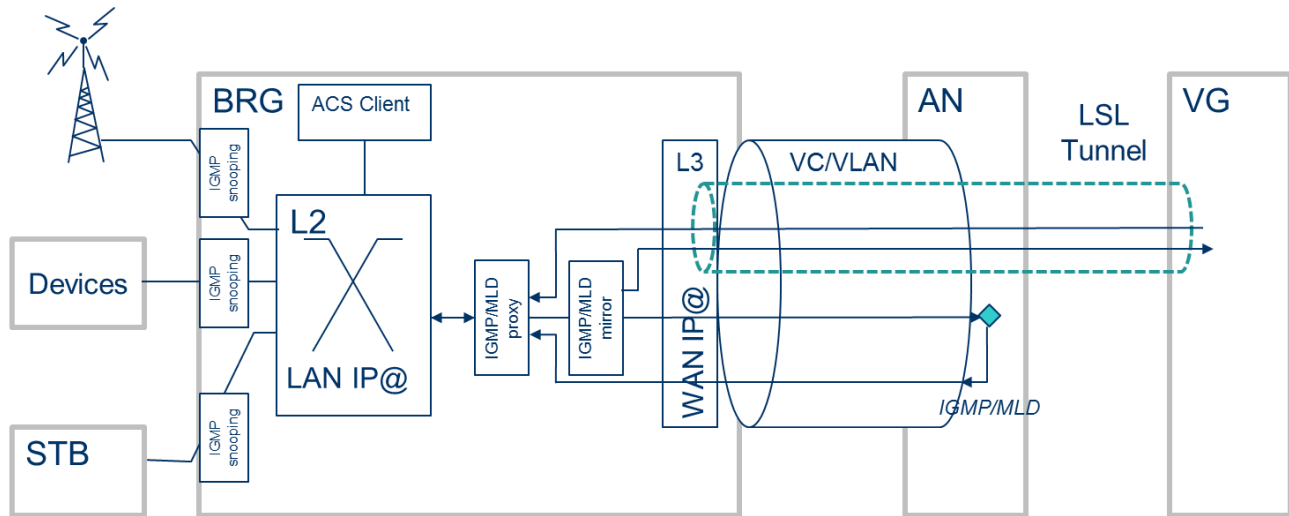 BRG
ACS Client
AN
VG
LSL
Tunnel
IGMP
snooping
L3
VC/VLAN
L2
Devices
IGMP
snooping
IGMP/MLD
proxy
IGMP/MLD
mirror
WAN IP@
LAN IP@
IGMP/MLD
STB
IGMP
snooping